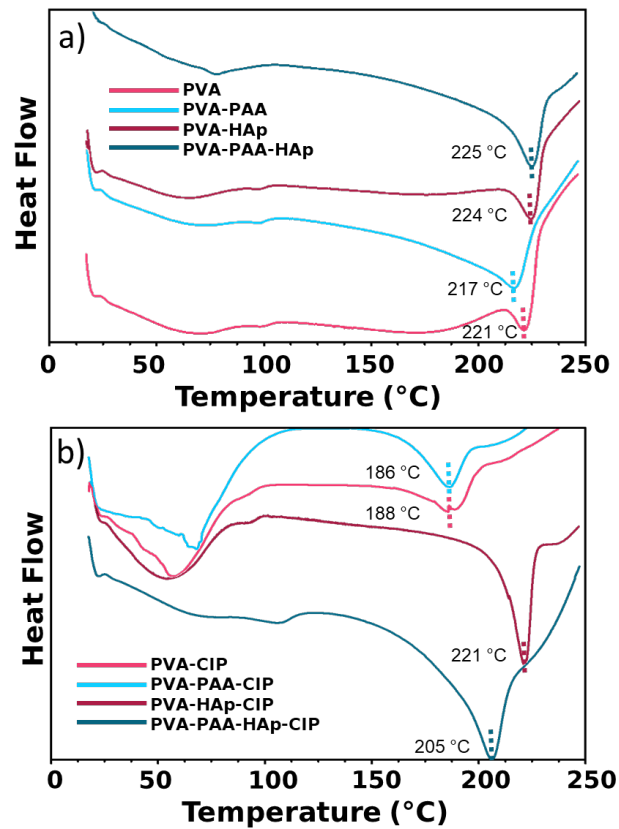 a)
PVA
PVA-PAA
PVA-HAp
PVA-PAA-HAp
225 °C
224 °C
217 °C
221 °C
Heat Flow
0 50 100 150 200 250
Temperature (°C)
b)
186 °C
188 °C
221 °C
205 °C
PVA-CIP
PVA-PAA-CIP
PVA-HAp-CIP
PVA-PAA-HAp-CIP
Heat Flow
0 50 100 150 200 250
Temperature (°C)